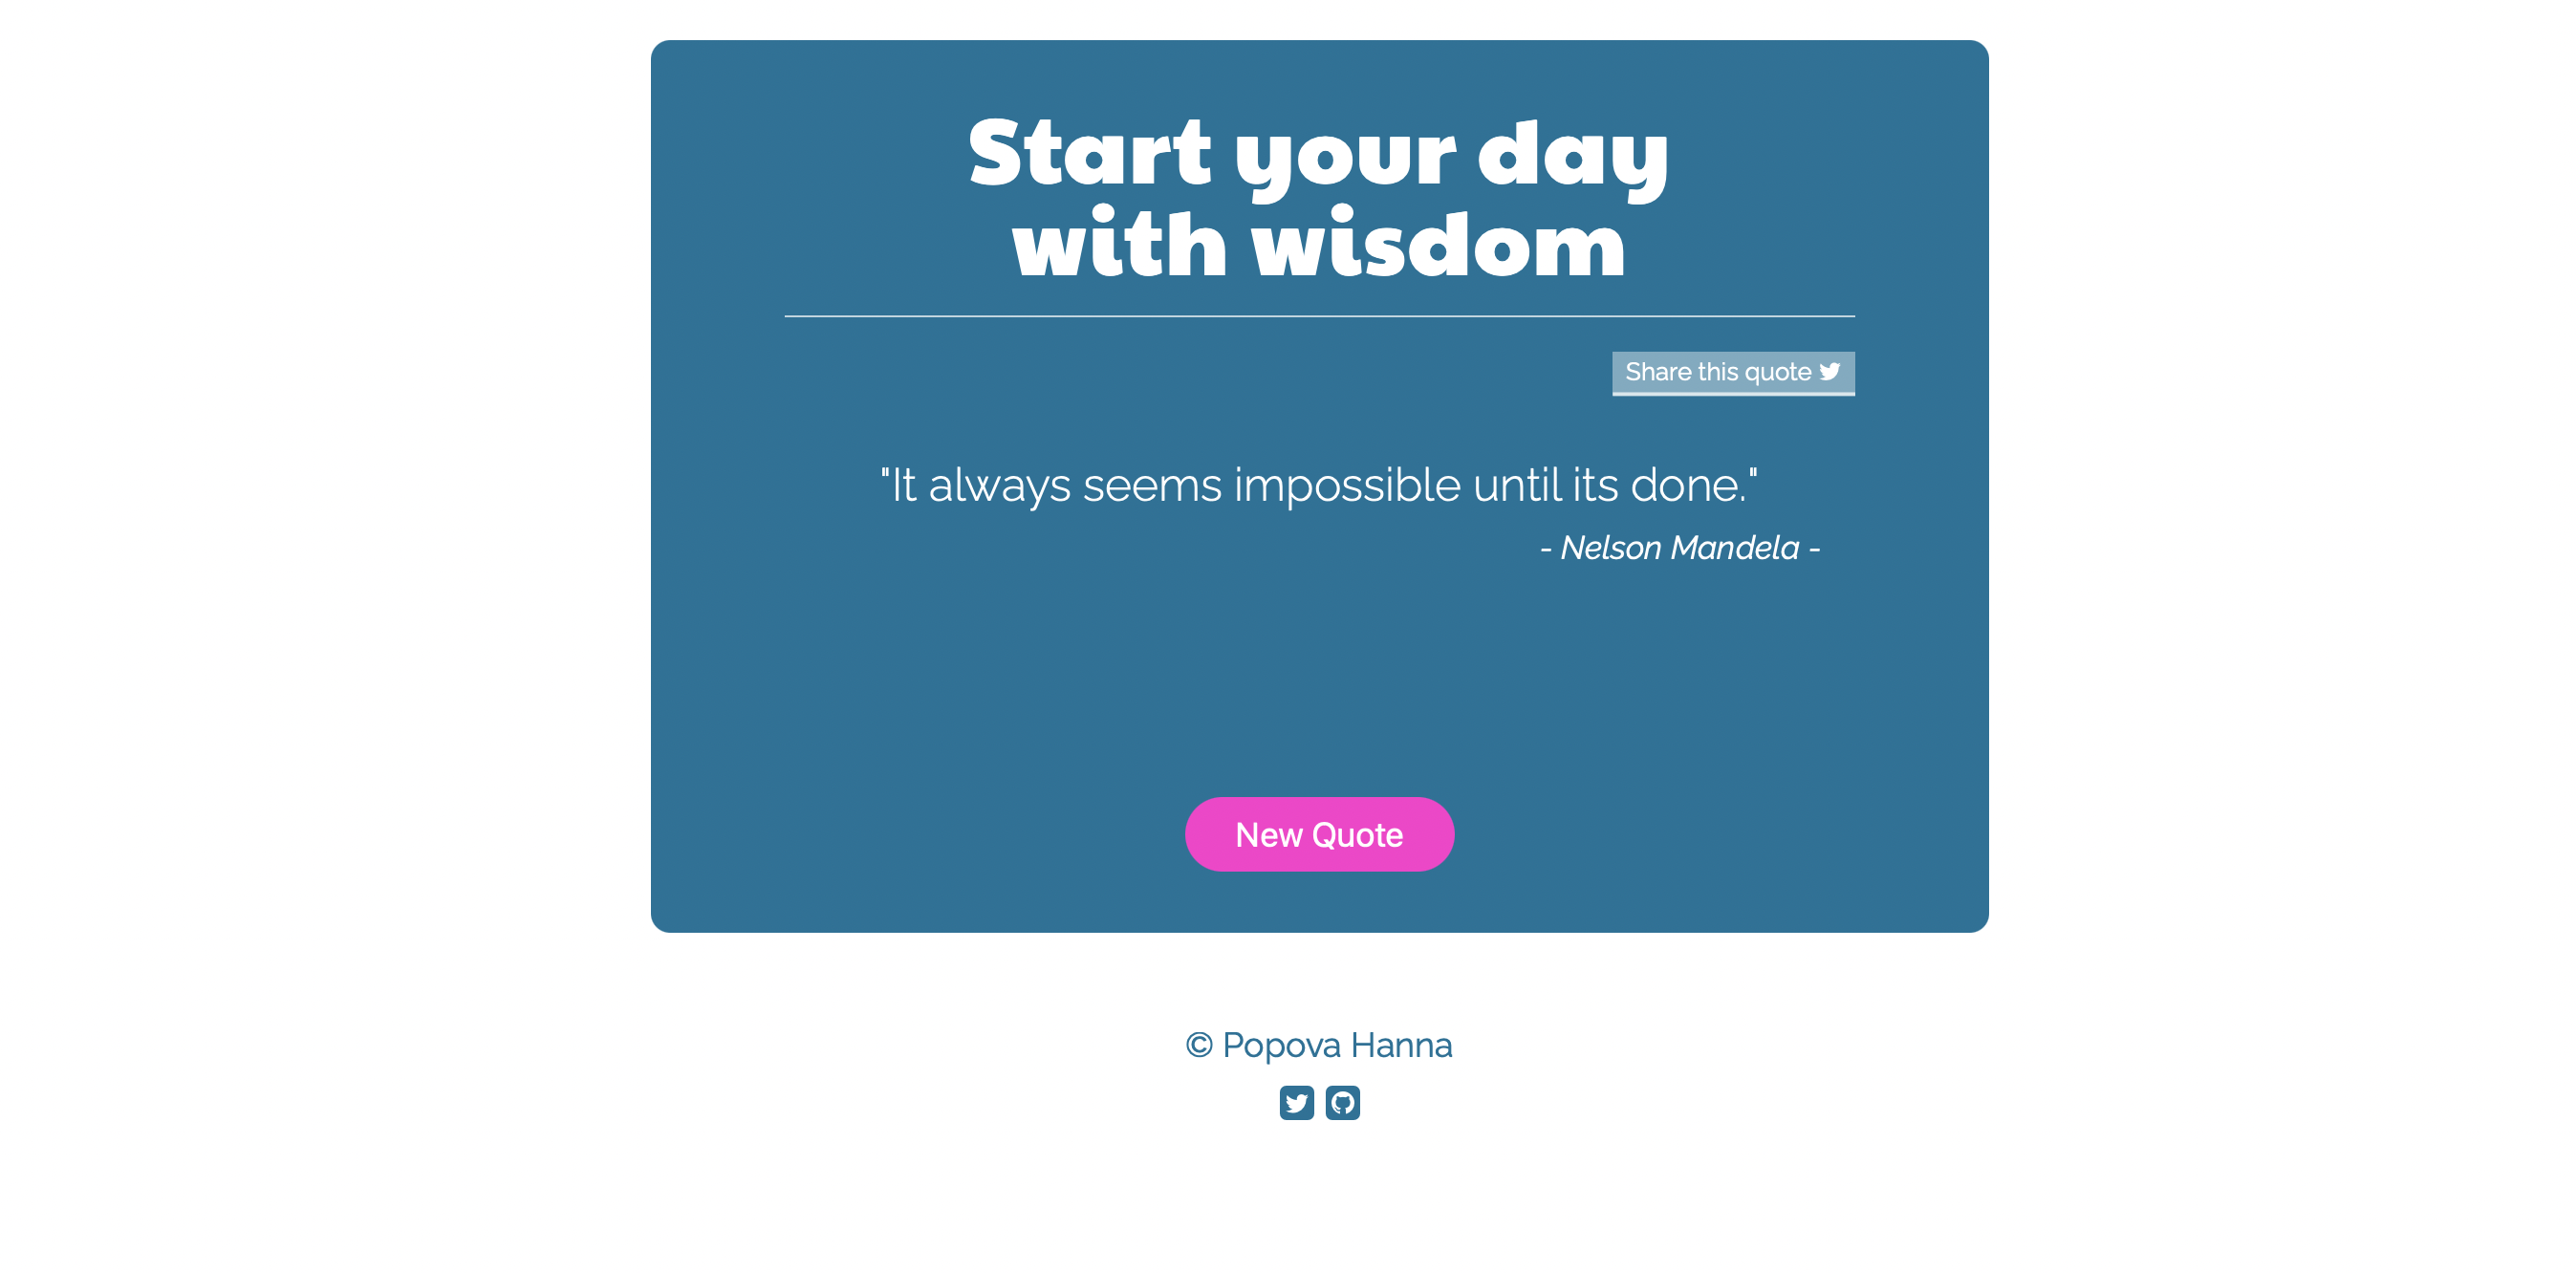 Start your day
with wisdom
Share this quote
"It always seems impossible until its done."
- Nelson Mandela -
New Quote
© Popova Hanna